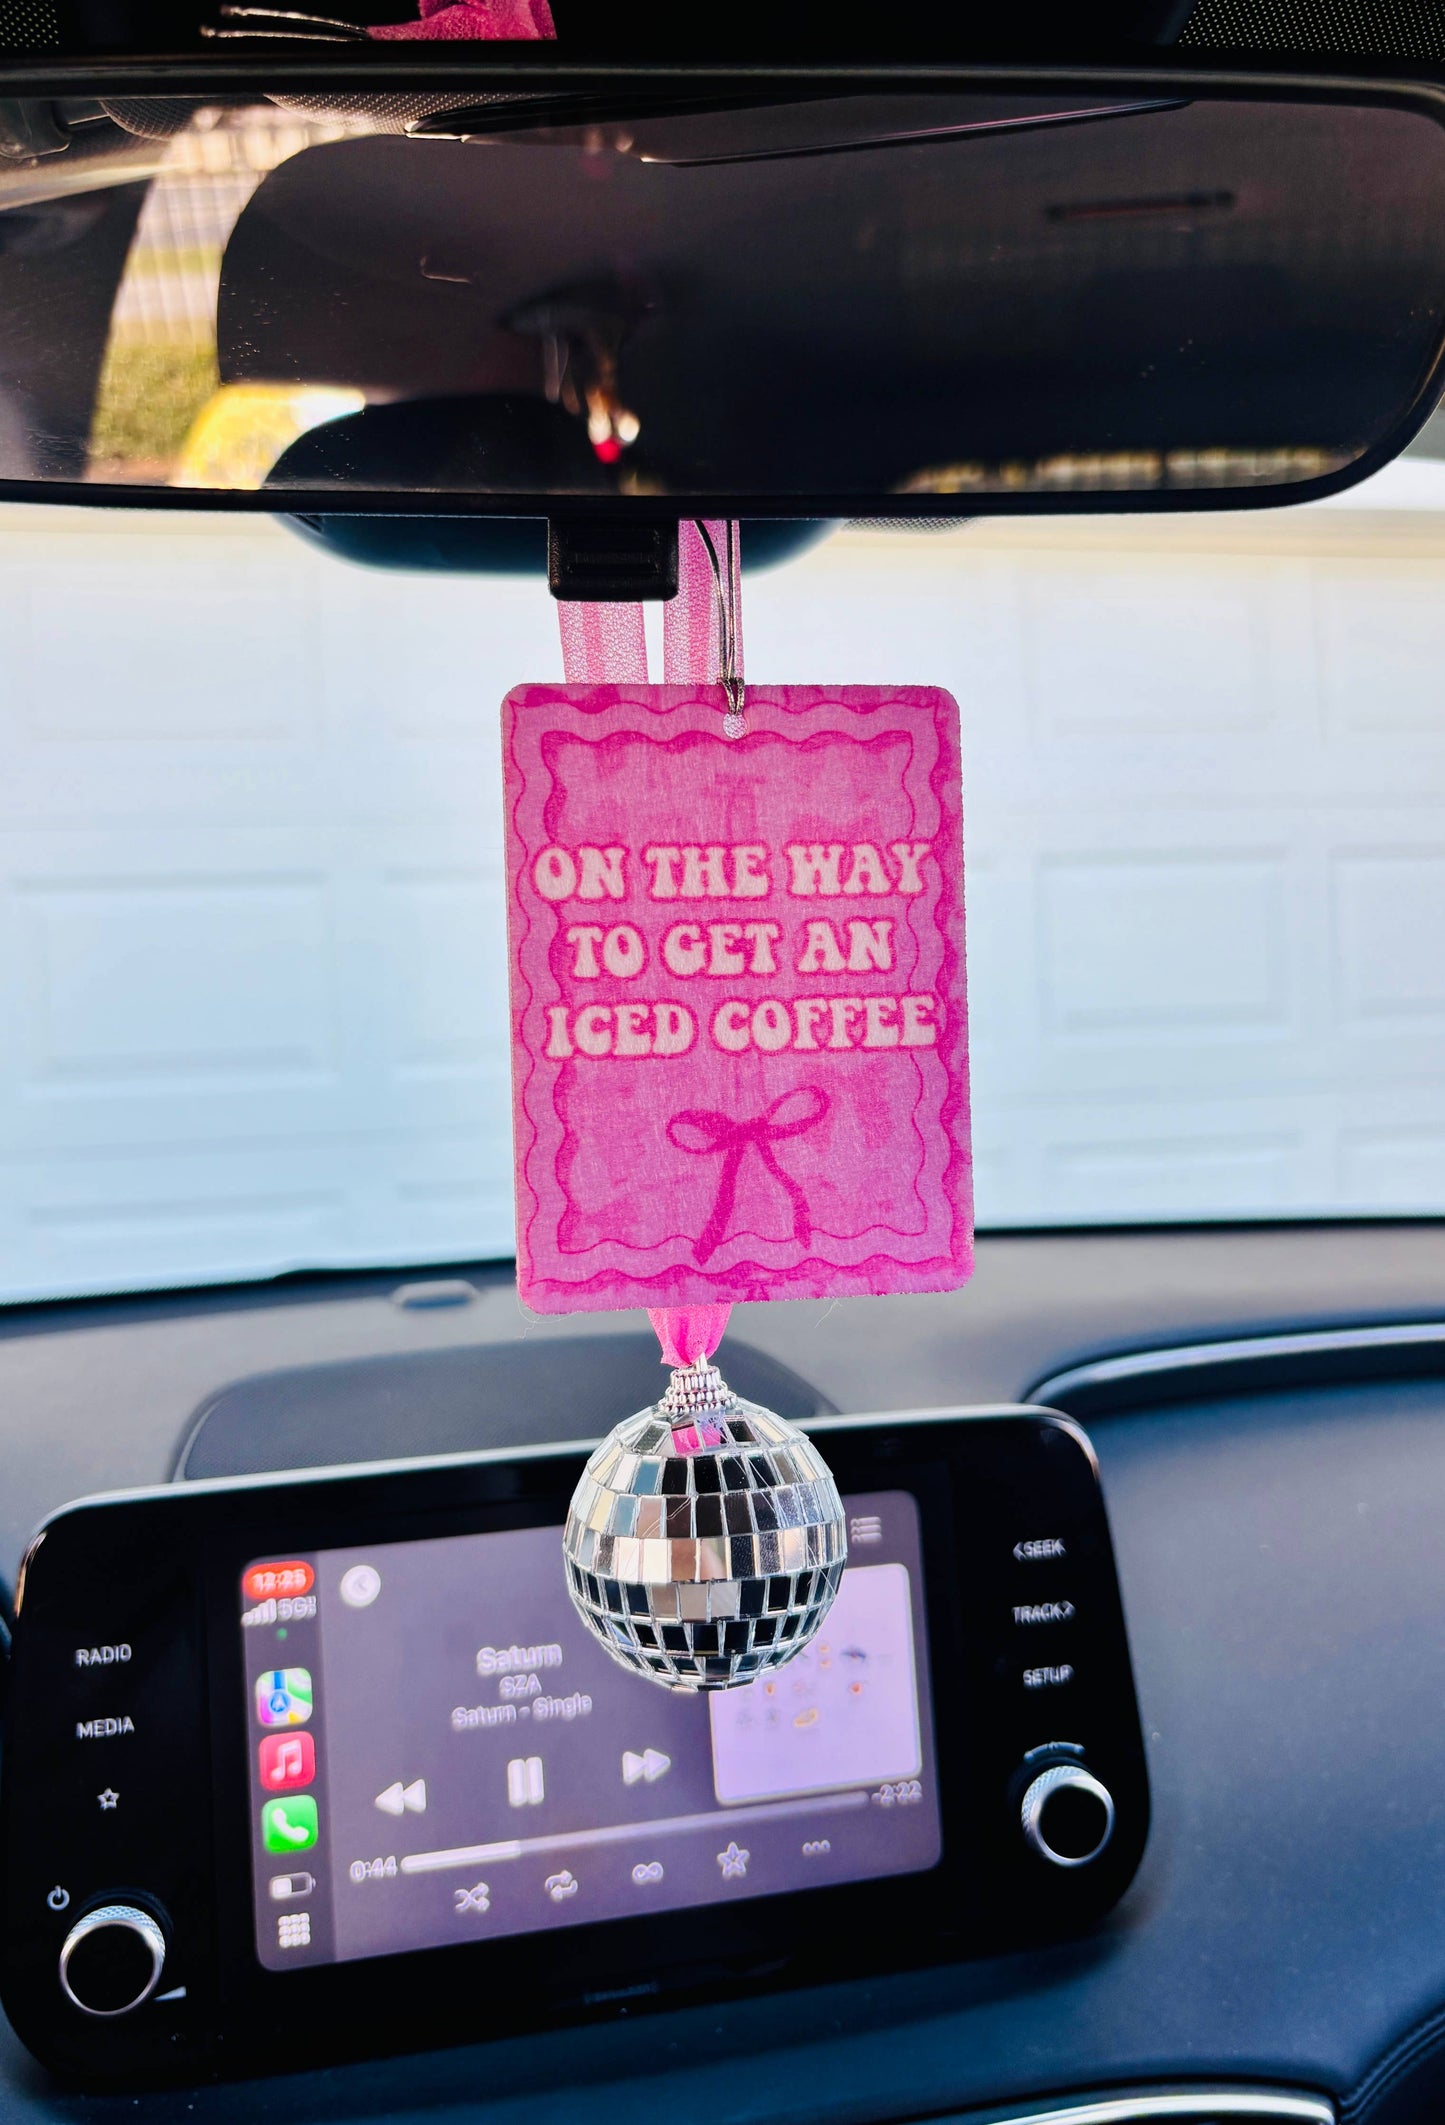 ON THE WAY
TO GET AN
ICED COFFEE
12:25
5G
Saturn
SZA
Saturn - Single
0:44
-2:22
RADIO
MEDIA
SEEK
TRACK
SETUP